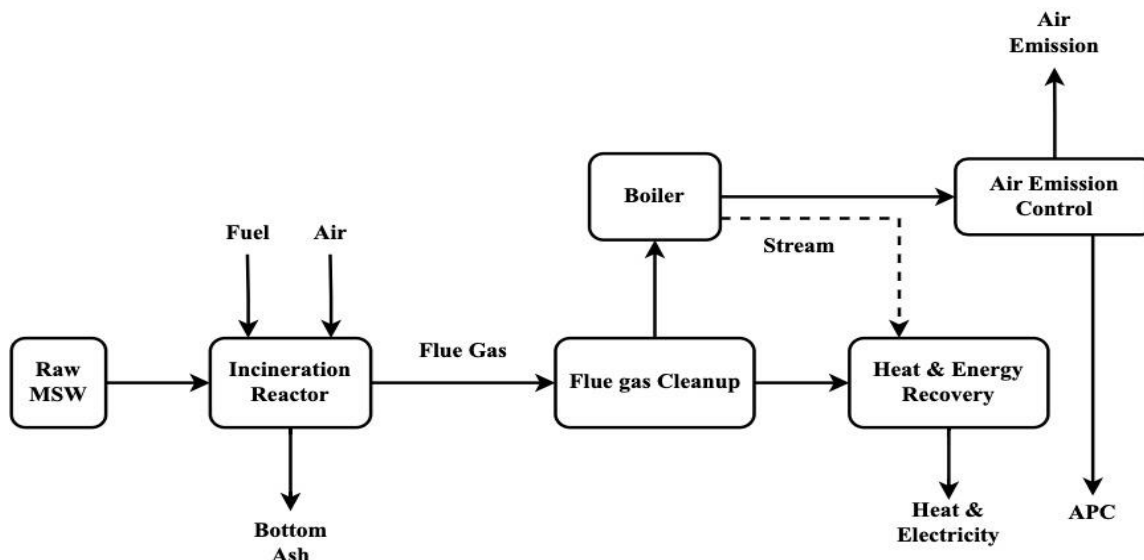 Air
Emission
Boiler
Air Emission
Control
Fuel
Air
Stream
Raw
MSW
Incineration
Reactor
Flue Gas
Flue gas Cleanup
Heat & Energy
Recovery
Bottom
Ash
Heat &
Electricity
APC